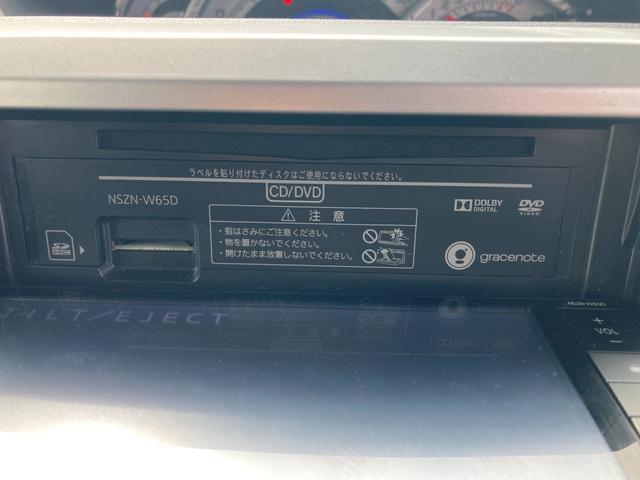 ラベルを貼り付けたディスクはご使用にならないでください。
CD/DVD
NSZN-W65D
DOLBY
DIGITAL
DVD
VIDEO
注意
・指はさみにご注意ください。
・物を置かないでください。
・開けたまま放置しないでください。
SD
gracenote
NSZN-W65D
TILT/EJECT
+
VOL
−